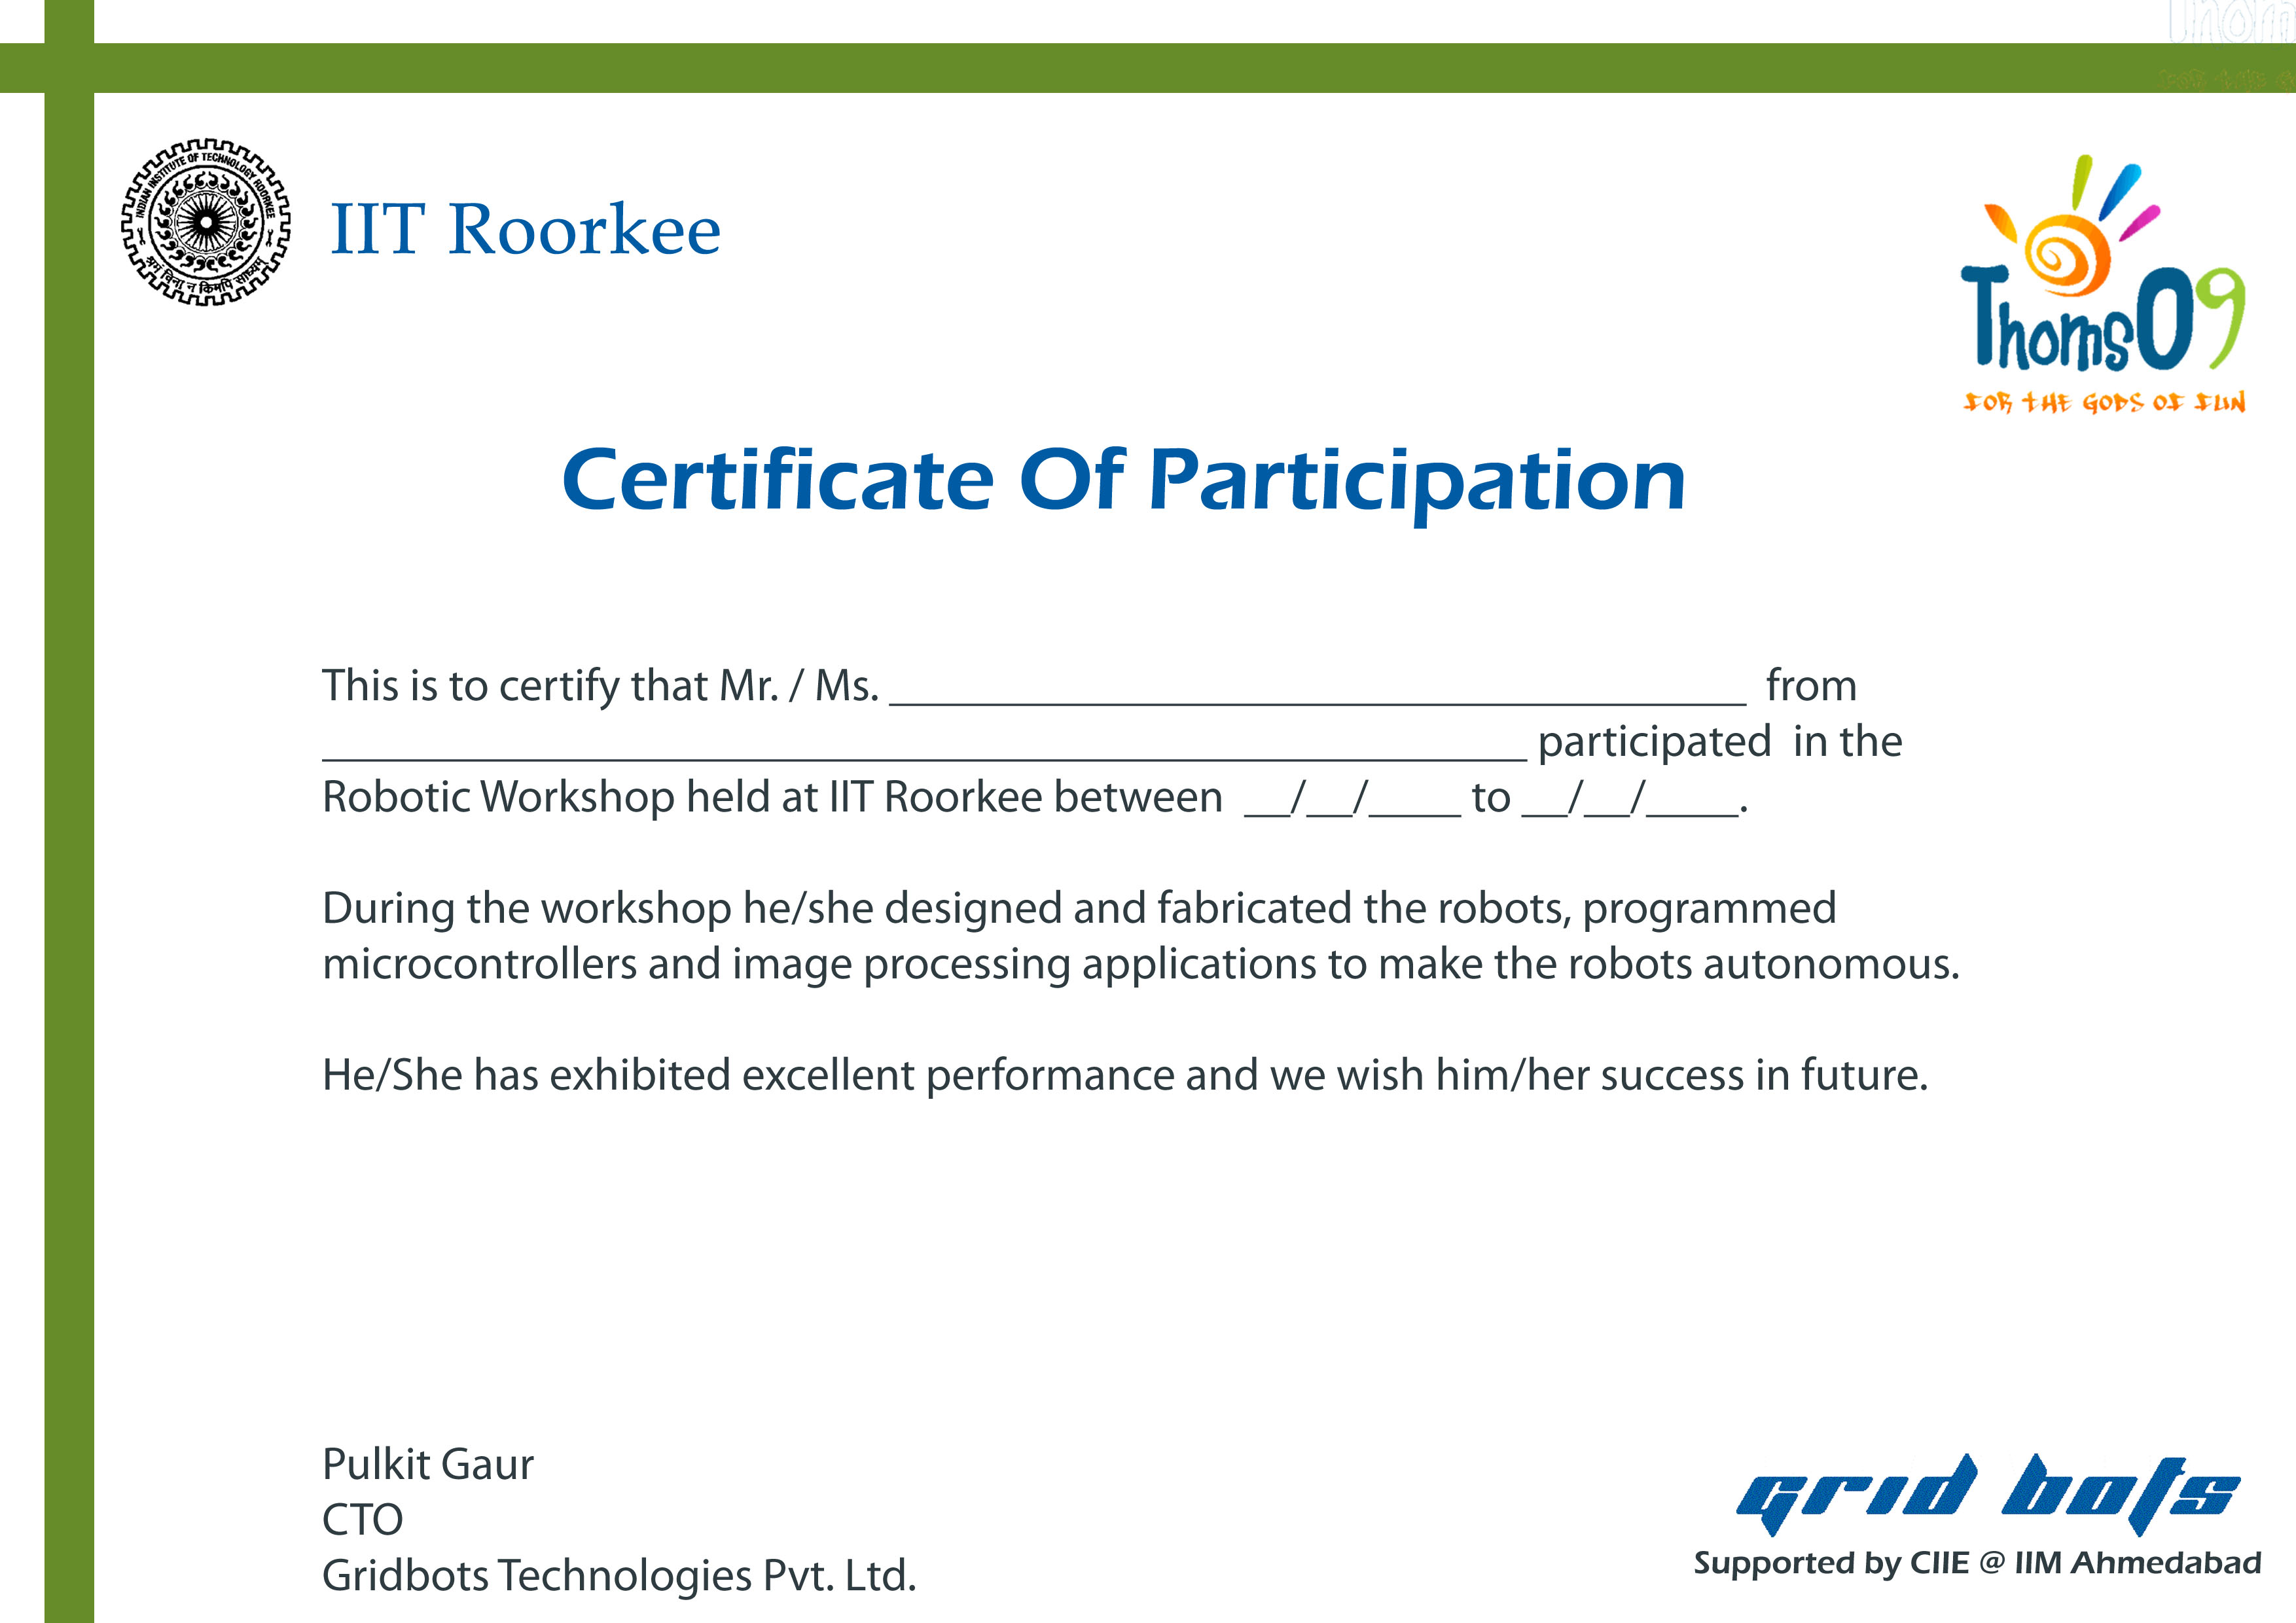 INDIAN INSTITUTE OF TECHNOLOGY ROORKEE
श्रमं विना न किमपि साध्यम्
IIT Roorkee
Thomso09
FOR THE GODS OF FUN
Certificate Of Participation
This is to certify that Mr. / Ms. _____________________________________ from
____________________________________________________ participated in the
Robotic Workshop held at IIT Roorkee between __/__/____ to __/__/____.
During the workshop he/she designed and fabricated the robots, programmed
microcontrollers and image processing applications to make the robots autonomous.
He/She has exhibited excellent performance and we wish him/her success in future.
Pulkit Gaur
CTO
Gridbots Technologies Pvt. Ltd.
grid bots
Supported by CIIE @ IIM Ahmedabad